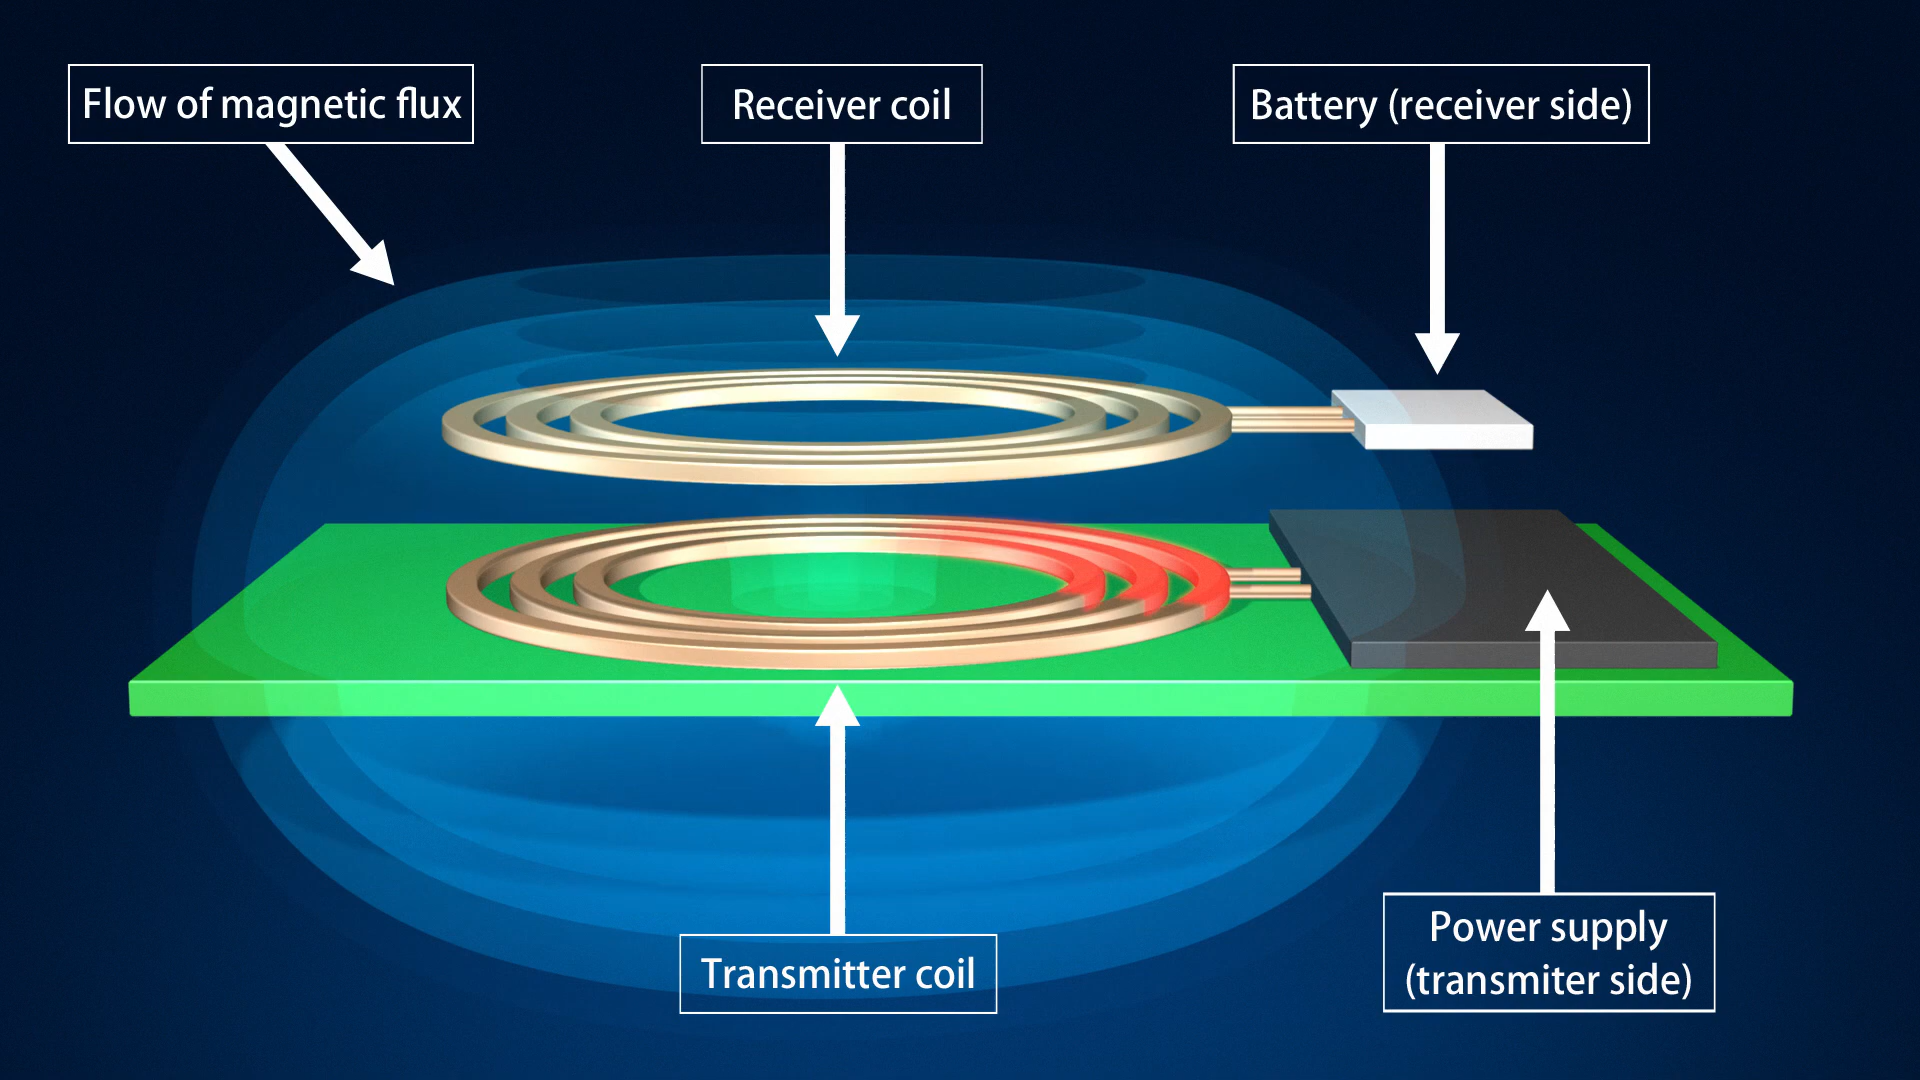 Flow of magnetic flux
Receiver coil
Battery (receiver side)
Transmitter coil
Power supply
(transmiter side)